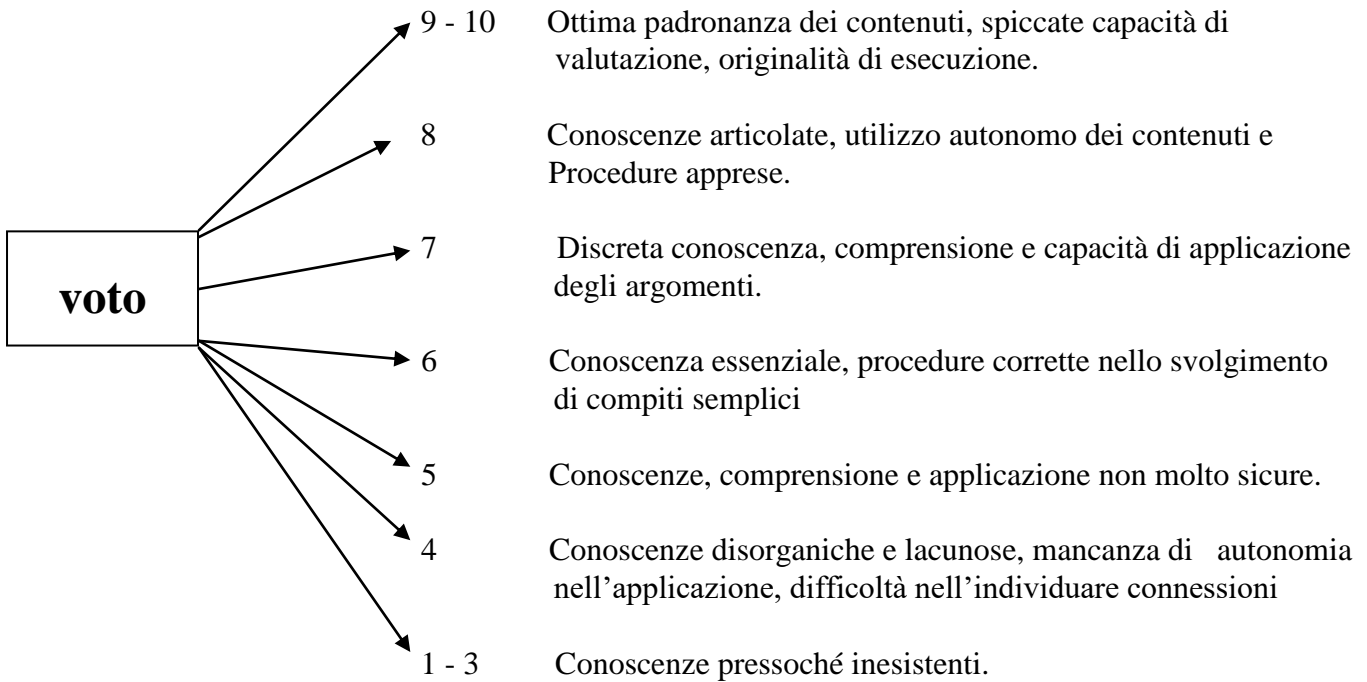 9 - 10 Ottima padronanza dei contenuti, spiccate capacità di
valutazione, originalità di esecuzione.
8 Conoscenze articolate, utilizzo autonomo dei contenuti e
Procedure apprese.
7 Discreta conoscenza, comprensione e capacità di applicazione
degli argomenti.
voto
6 Conoscenza essenziale, procedure corrette nello svolgimento
di compiti semplici
5 Conoscenze, comprensione e applicazione non molto sicure.
4 Conoscenze disorganiche e lacunose, mancanza di autonomia
nell’applicazione, difficoltà nell’individuare connessioni
1 - 3 Conoscenze pressoché inesistenti.